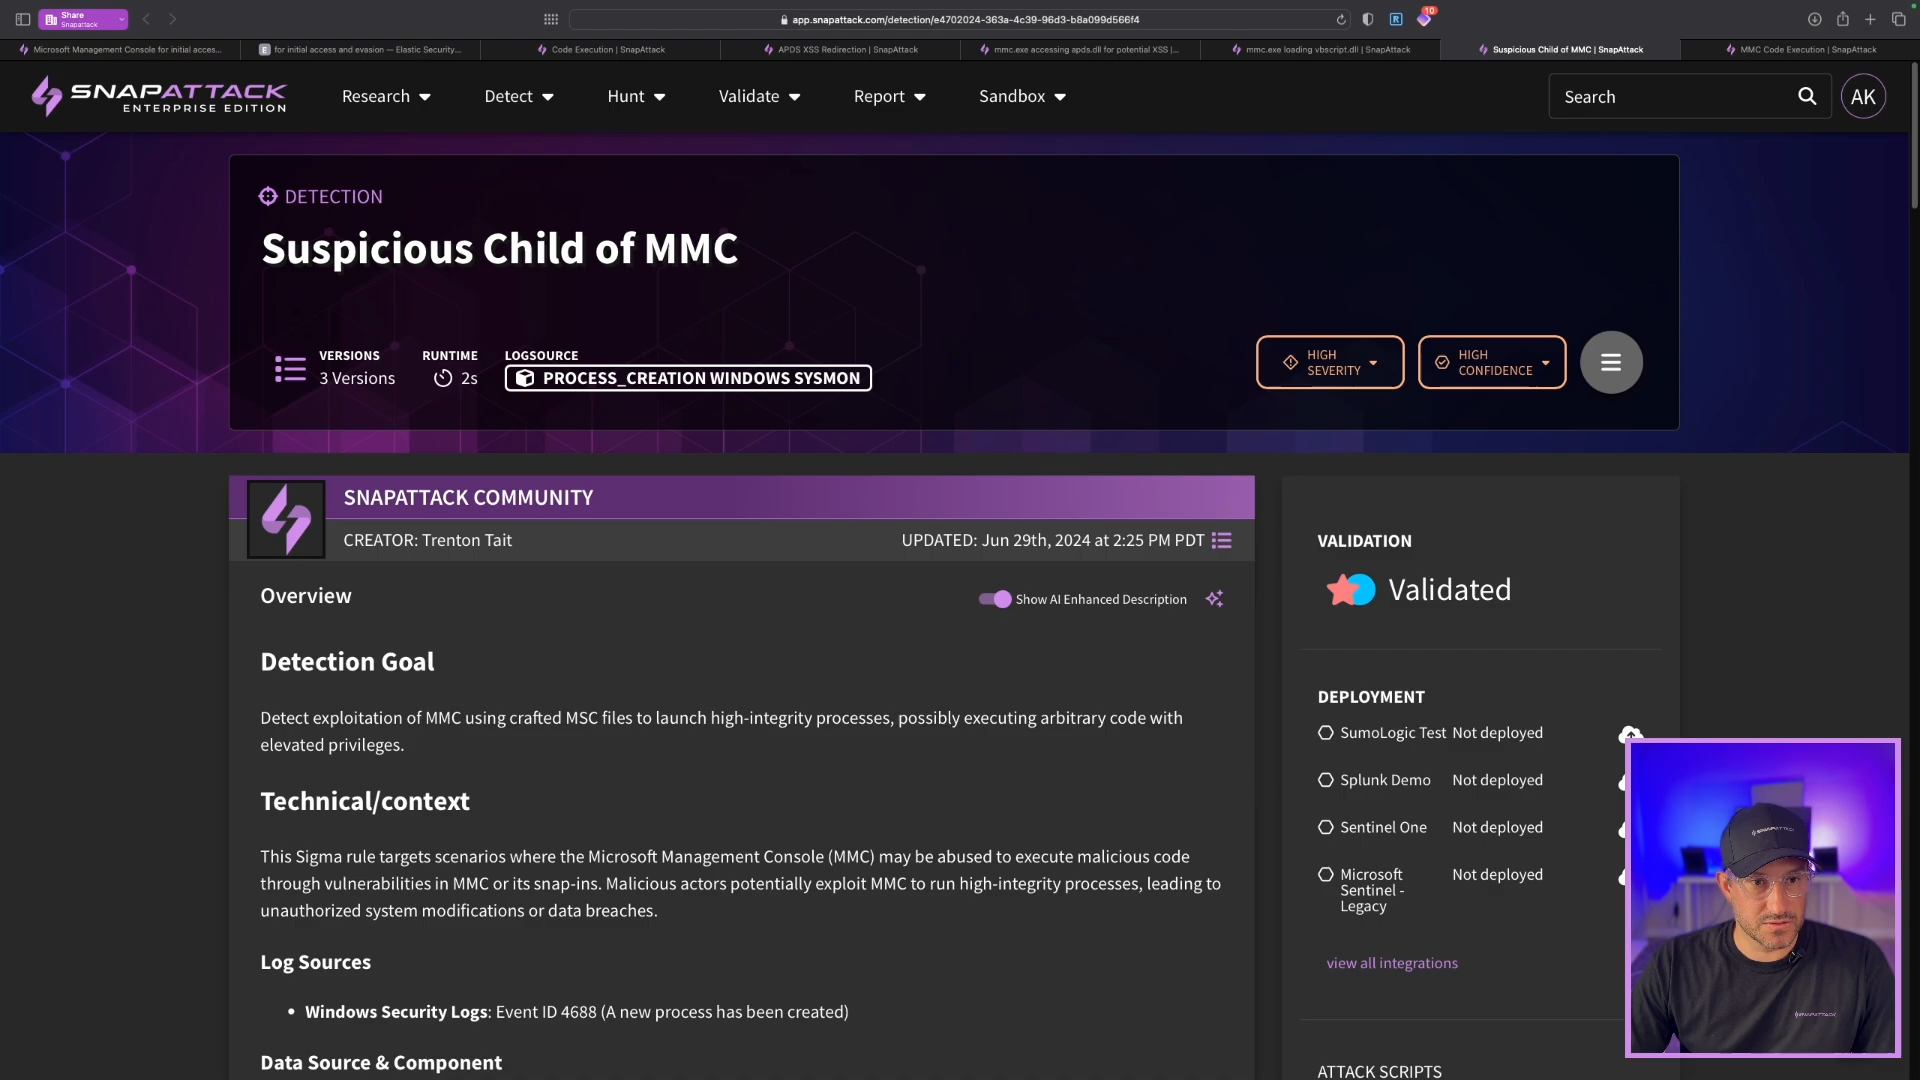 Share
Snapattack
app.snapattack.com/detection/e4702024-363a-4c39-96d3-b8a099d566f4
R
10
Microsoft Management Console for initial acces...
E for initial access and evasion — Elastic Security...
Code Execution | SnapAttack
APDS XSS Redirection | SnapAttack
mmc.exe accessing apds.dll for potential XSS |...
mmc.exe loading vbscript.dll | SnapAttack
Suspicious Child of MMC | SnapAttack
MMC Code Execution | SnapAttack
SNAPATTACK
ENTERPRISE EDITION
Research
Detect
Hunt
Validate
Report
Sandbox
Search
AK
DETECTION
Suspicious Child of MMC
VERSIONS
3 Versions
RUNTIME
2s
LOGSOURCE
PROCESS_CREATION WINDOWS SYSMON
HIGH
SEVERITY
HIGH
CONFIDENCE
SNAPATTACK COMMUNITY
CREATOR: Trenton Tait
UPDATED: Jun 29th, 2024 at 2:25 PM PDT
Overview
Show AI Enhanced Description
Detection Goal
Detect exploitation of MMC using crafted MSC files to launch high-integrity processes, possibly executing arbitrary code with
elevated privileges.
Technical/context
This Sigma rule targets scenarios where the Microsoft Management Console (MMC) may be abused to execute malicious code
through vulnerabilities in MMC or its snap-ins. Malicious actors potentially exploit MMC to run high-integrity processes, leading to
unauthorized system modifications or data breaches.
Log Sources
• Windows Security Logs: Event ID 4688 (A new process has been created)
Data Source & Component
VALIDATION
Validated
DEPLOYMENT
SumoLogic Test Not deployed
Splunk Demo Not deployed
Sentinel One Not deployed
Microsoft Not deployed
Sentinel -
Legacy
view all integrations
ATTACK SCRIPTS
SNAPATTACK
SNAPATTACK